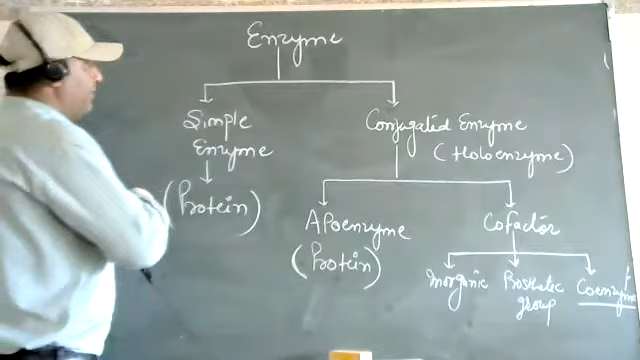 Enzyme
Simple
Enzyme
(Protein)
Conjugated Enzyme
(Holoenzyme)
Apoenzyme
(Protein)
Cofactor
Inorganic
Prosthetic
group
Coenzyme